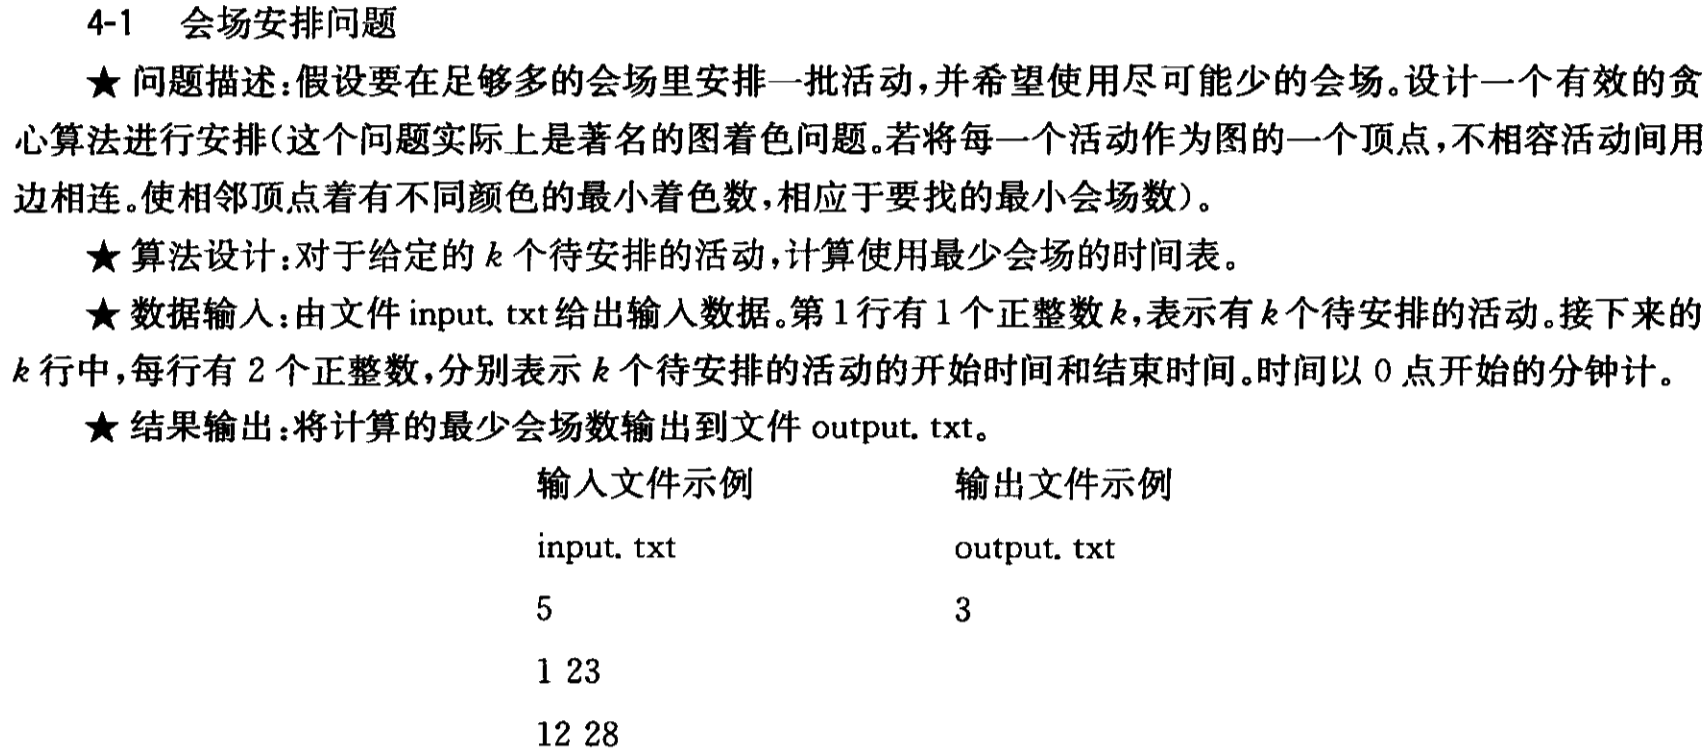 4-1 会场安排问题
★ 问题描述:假设要在足够多的会场里安排一批活动,并希望使用尽可能少的会场。设计一个有效的贪
心算法进行安排(这个问题实际上是著名的图着色问题。若将每一个活动作为图的一个顶点,不相容活动间用
边相连。使相邻顶点着有不同颜色的最小着色数,相应于要找的最小会场数)。
★ 算法设计:对于给定的 k 个待安排的活动,计算使用最少会场的时间表。
★ 数据输入:由文件 input. txt 给出输入数据。第 1 行有 1 个正整数 k,表示有 k 个待安排的活动。接下来的
k 行中,每行有 2 个正整数,分别表示 k 个待安排的活动的开始时间和结束时间。时间以 0 点开始的分钟计。
★ 结果输出:将计算的最少会场数输出到文件 output. txt。
输入文件示例 输出文件示例
input. txt output. txt
5 3
1 23
12 28